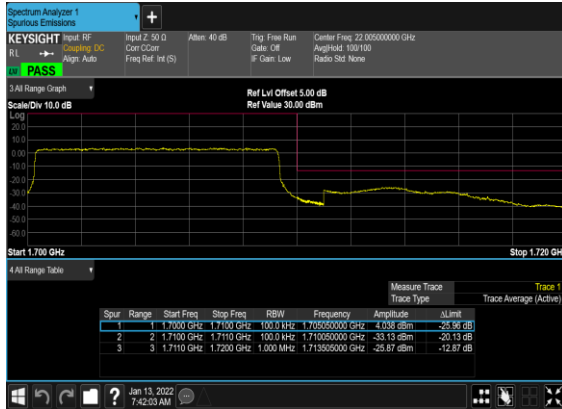 Spectrum Analyzer 1
Spurious Emissions
KEYSIGHT Input: RF Input Z: 50 Ω Atten: 40 dB Trig: Free Run Center Freq: 22.005000000 GHz
RL Coupling: DC Corr CCorr Gate: Off Avg|Hold: 100/100
Align: Auto Freq Ref: Int (S) IF Gain: Low Radio Std: None
PASS
3 All Range Graph
Ref Lvl Offset 5.00 dB
Scale/Div 10.0 dB Ref Value 30.00 dBm
Log
20.0
10.0
0.00
-10.0
-20.0
-30.0
-40.0
-50.0
-60.0
Start 1.700 GHz Stop 1.720 GH
4 All Range Table
Measure Trace Trace 1
Trace Type Trace Average (Active)
Spur Range Start Freq Stop Freq RBW Frequency Amplitude ΔLimit
1 1 1.7000 GHz 1.7100 GHz 100.0 kHz 1.705050000 GHz 4.038 dBm -25.96 dB
2 2 1.7100 GHz 1.7110 GHz 100.0 kHz 1.710050000 GHz -33.13 dBm -20.13 dB
3 3 1.7110 GHz 1.7200 GHz 1.000 MHz 1.713505000 GHz -25.87 dBm -12.87 dB
? Jan 13, 2022
7:42:03 AM